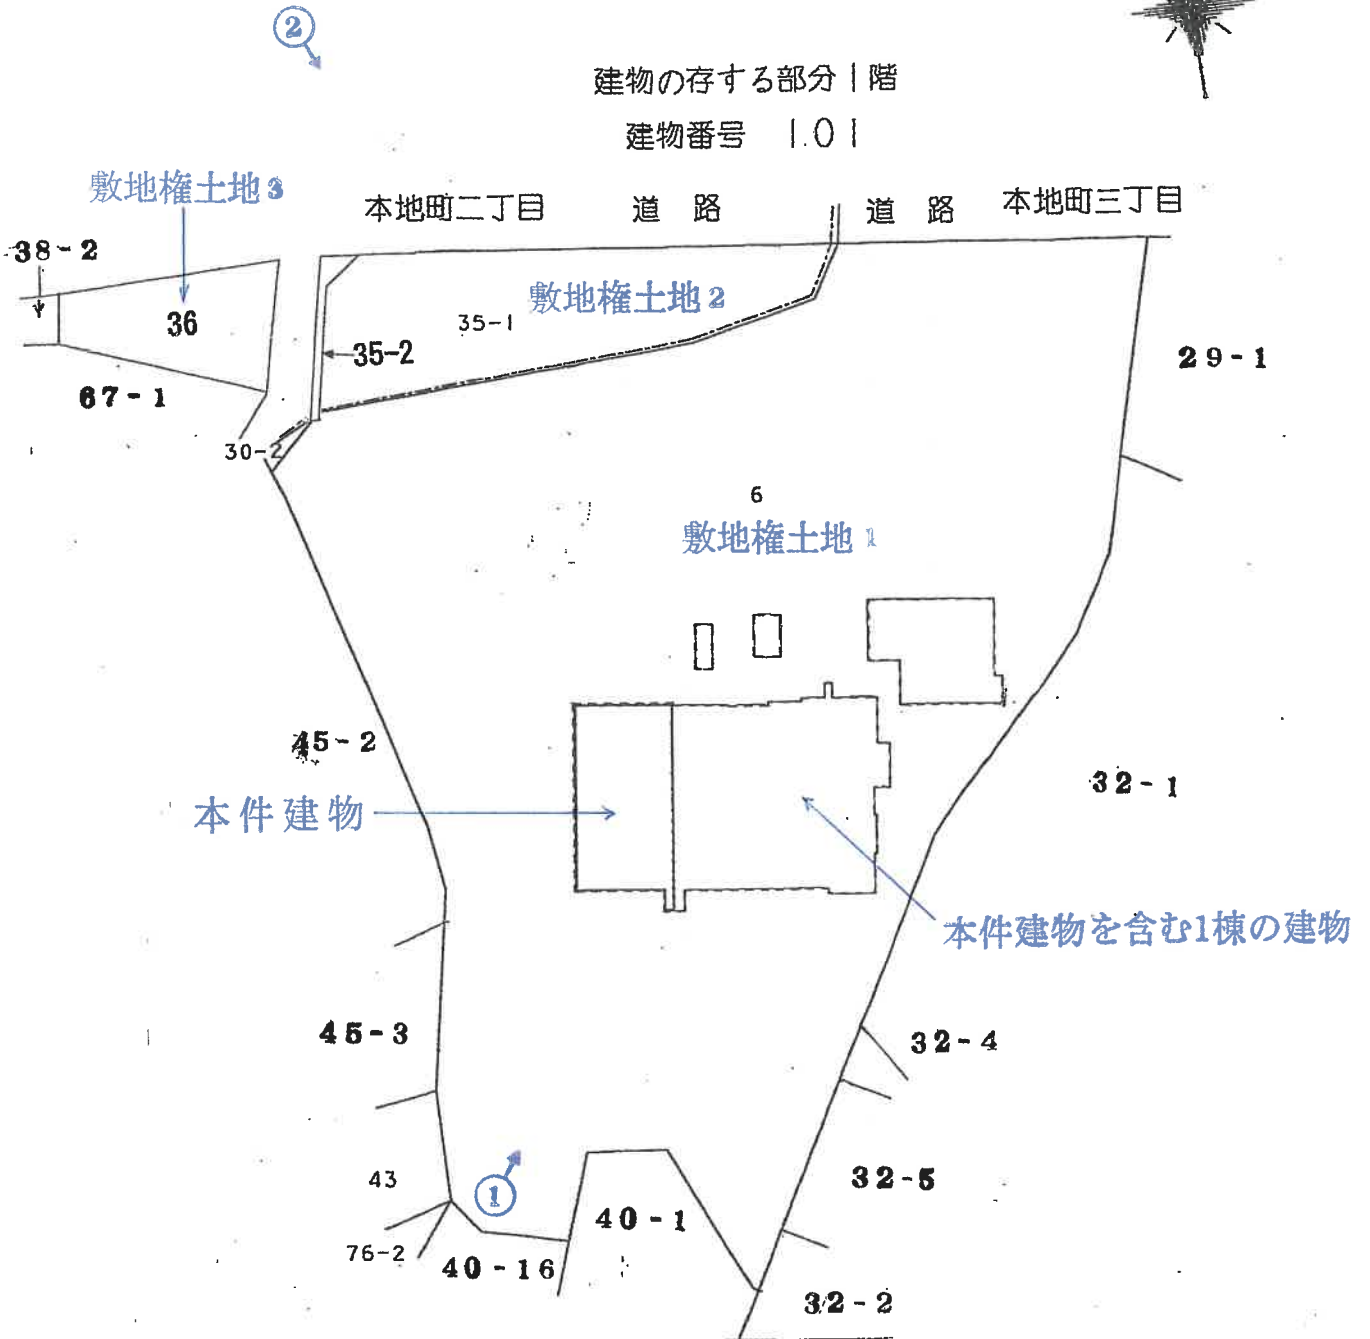 ②
建物の存する部分1階
建物番号 1.01
敷地権土地3
本地町二丁目 道路 道路 本地町三丁目
38-2
敷地権土地2
36
35-1
35-2
29-1
67-1
30-2
6
敷地権土地1
45-2
32-1
本件建物
本件建物を含む1棟の建物
45-3
32-4
43
①
32-5
40-1
76-2
40-16
32-2